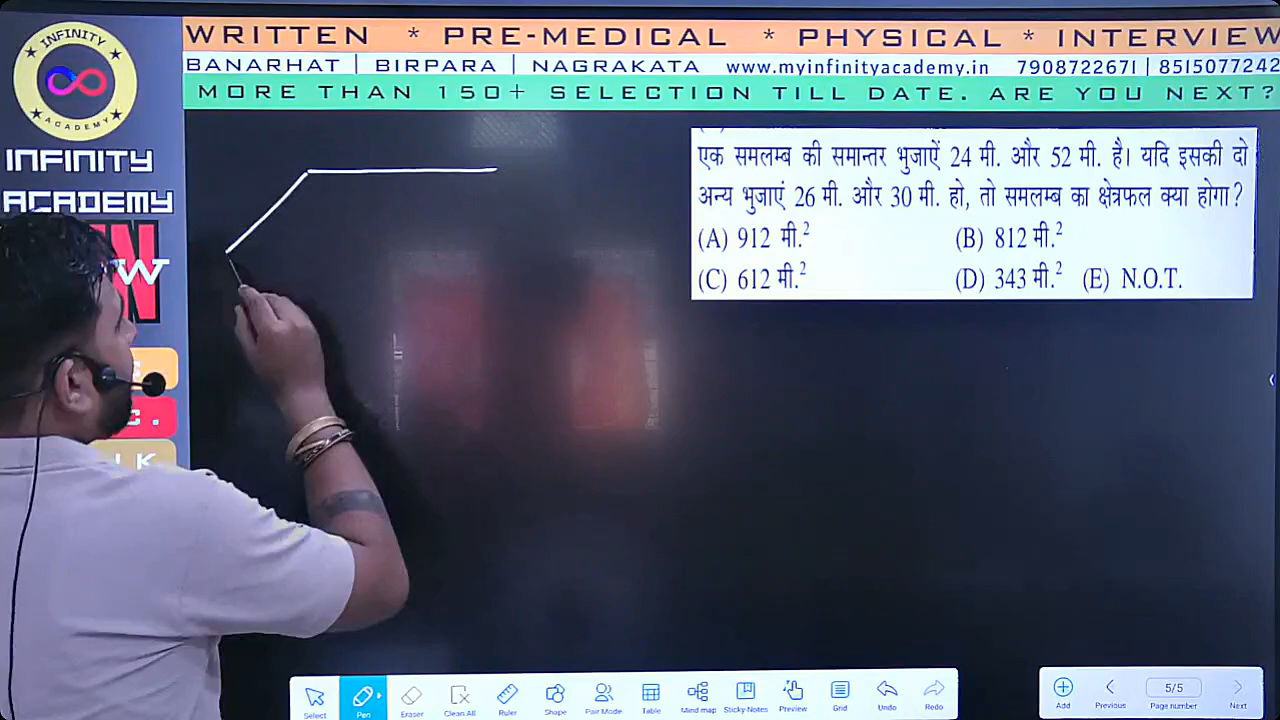 INFINITY
ACADEMY
INFINITY
ACADEMY
WRITTEN * PRE-MEDICAL * PHYSICAL * INTERVIEW
BANARHAT | BIRPARA | NAGRAKATA www.myinfinityacademy.in 7908722671 | 8515077242
MORE THAN 150+ SELECTION TILL DATE. ARE YOU NEXT?
एक समलम्ब की समान्तर भुजाऐं 24 मी. और 52 मी. है। यदि इसकी दो
अन्य भुजाएं 26 मी. और 30 मी. हो, तो समलम्ब का क्षेत्रफल क्या होगा?
(A) 912 मी.² (B) 812 मी.²
(C) 612 मी.² (D) 343 मी.² (E) N.O.T.
Select Pen Eraser Clean All Ruler Shape Pair Mode Table Mind map Sticky-Notes Preview Grid Undo Redo
5/5
Add Previous Page number Next